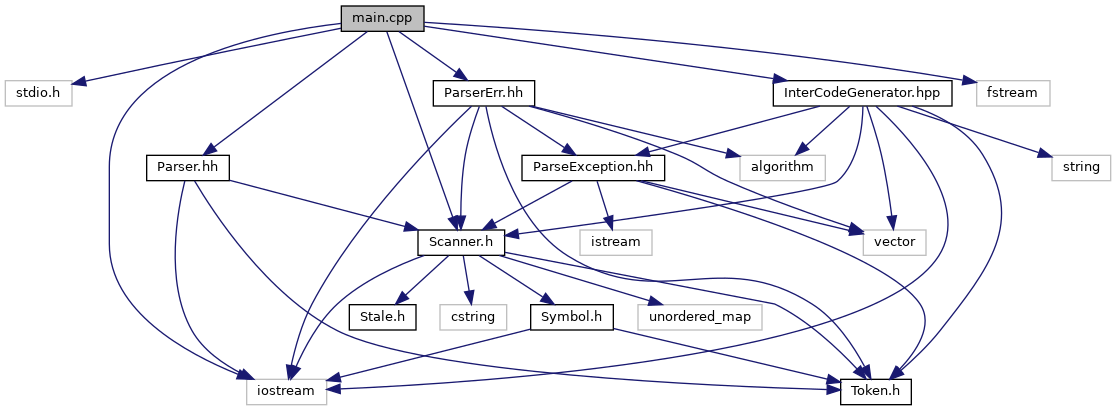 main.cpp
stdio.h
ParserErr.hh
InterCodeGenerator.hpp
fstream
Parser.hh
ParseException.hh
algorithm
string
Scanner.h
istream
vector
Stale.h
cstring
Symbol.h
unordered_map
iostream
Token.h